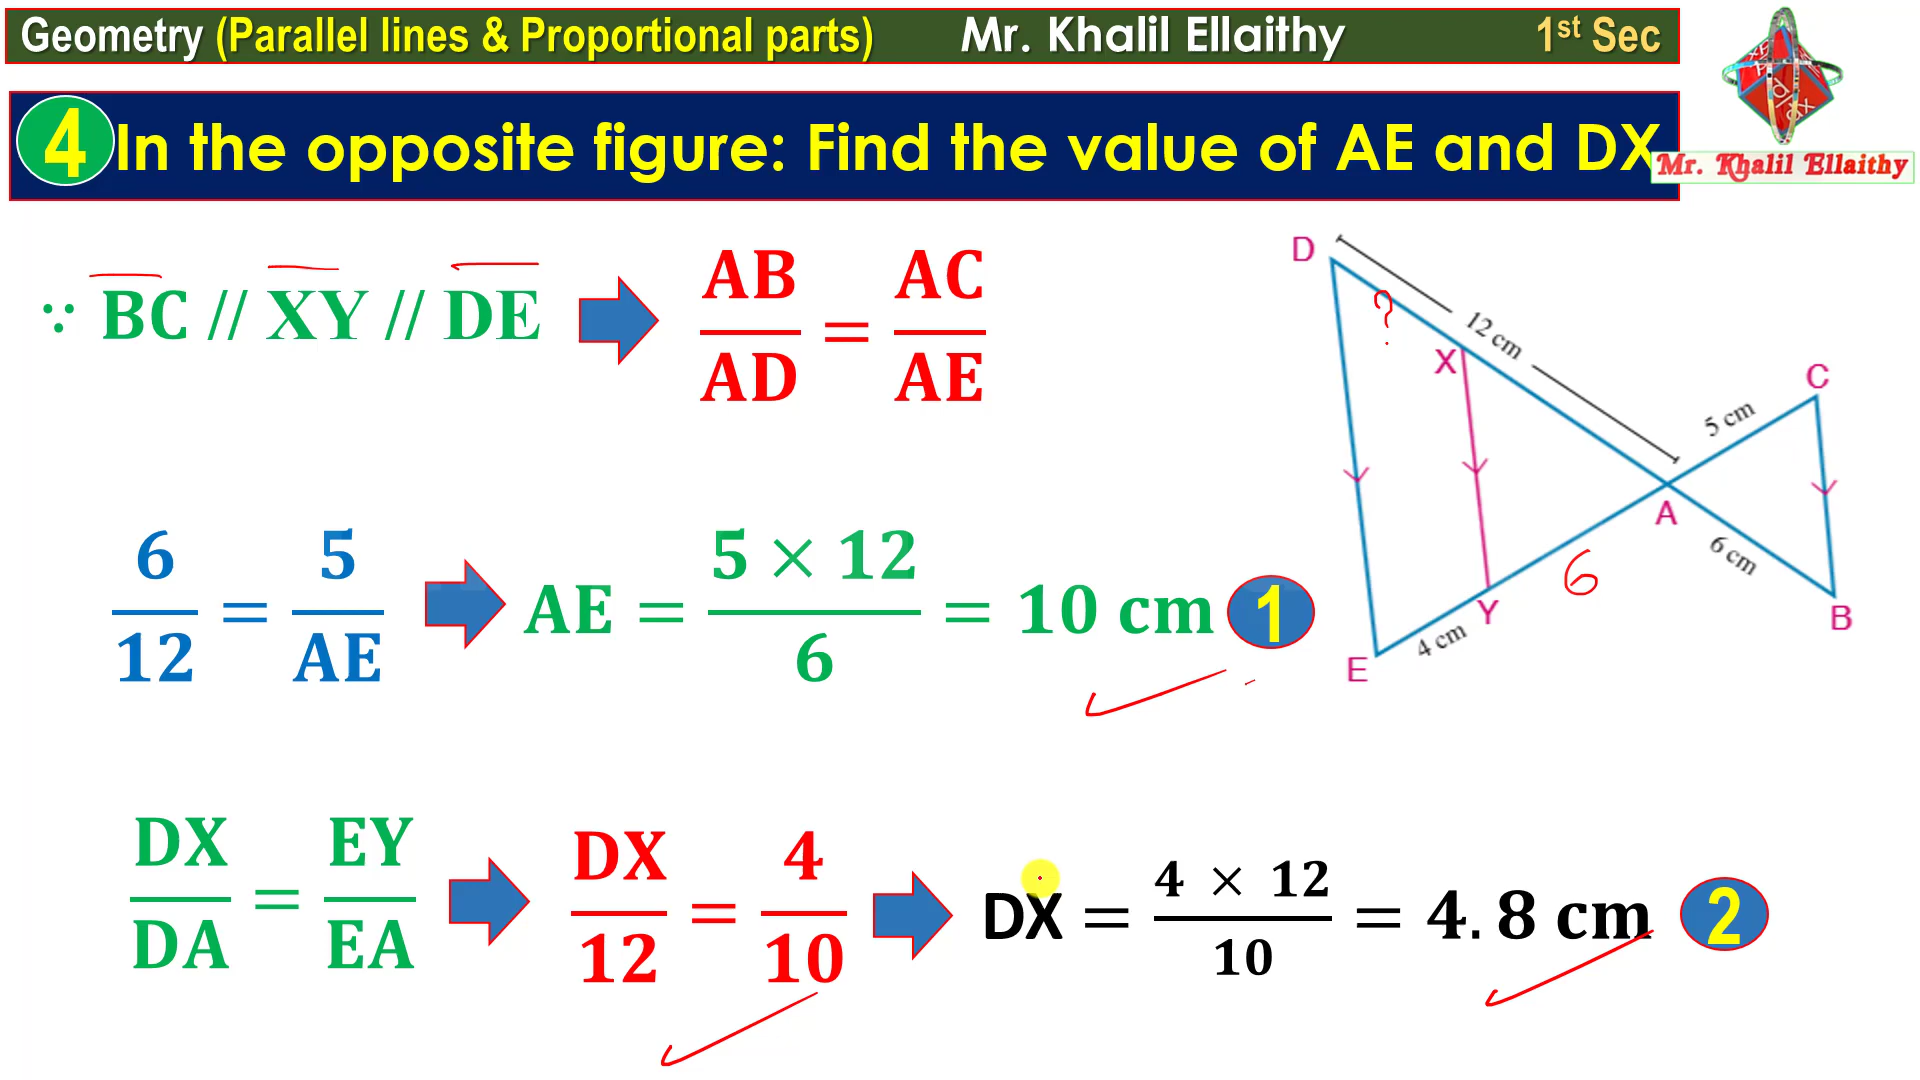 Geometry (Parallel lines & Proportional parts) Mr. Khalil Ellaithy 1st Sec
4 In the opposite figure: Find the value of AE and DX
Mr. Khalil Ellaithy
∵ BC // XY // DE
AB/AD = AC/AE
6/12 = 5/AE
AE = 5 × 12/6 = 10 cm 1
DX/DA = EY/EA
DX/12 = 4/10
DX = 4 × 12/10 = 4.8 cm 2
D
?
12 cm
X
C
5 cm
A
6 cm
6
Y
B
4 cm
E